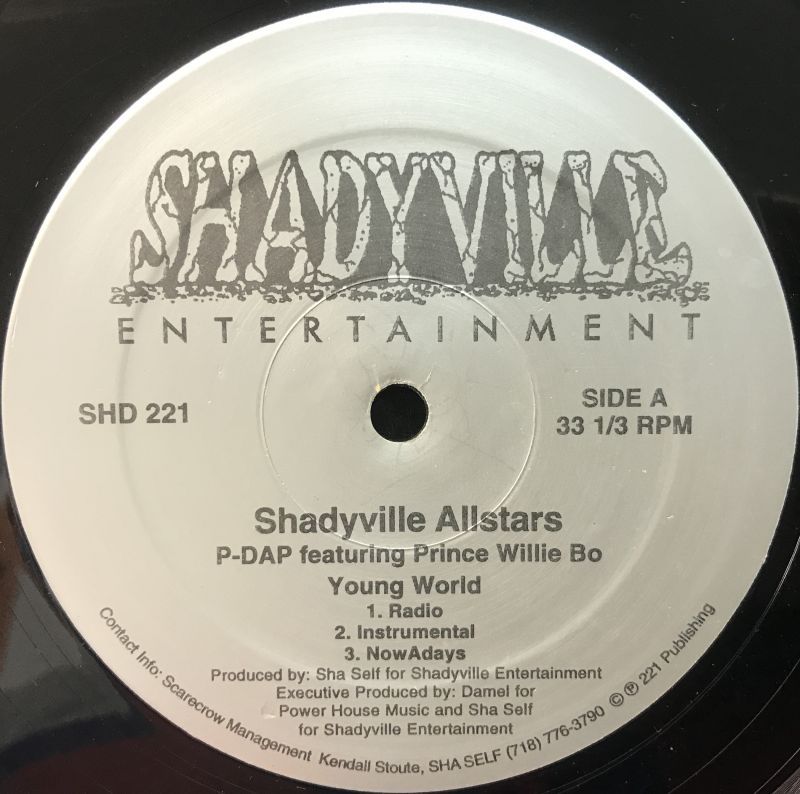 SHADYVILLE
ENTERTAINMENT
SHD 221
SIDE A
33 1/3 RPM
Shadyville Allstars
P-DAP featuring Prince Willie Bo
Young World
1. Radio
2. Instrumental
3. NowAdays
Produced by: Sha Self for Shadyville Entertainment
Executive Produced by: Damel for
Power House Music and Sha Self
for Shadyville Entertainment
Contact Info: Scarecrow Management Kendall Stoute, SHA SELF (718) 776-3790 © ℗ 221 Publishing